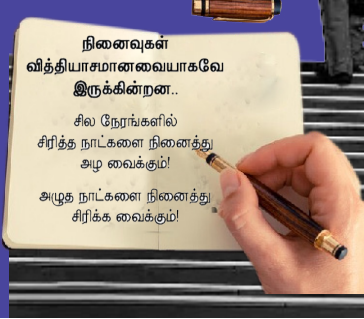 நினைவுகள்
வித்தியாசமானவையாகவே
இருக்கின்றன..
சில நேரங்களில்
சிரித்த நாட்களை நினைத்து
அழ வைக்கும்!
அழுத நாட்களை நினைத்து
சிரிக்க வைக்கும்!